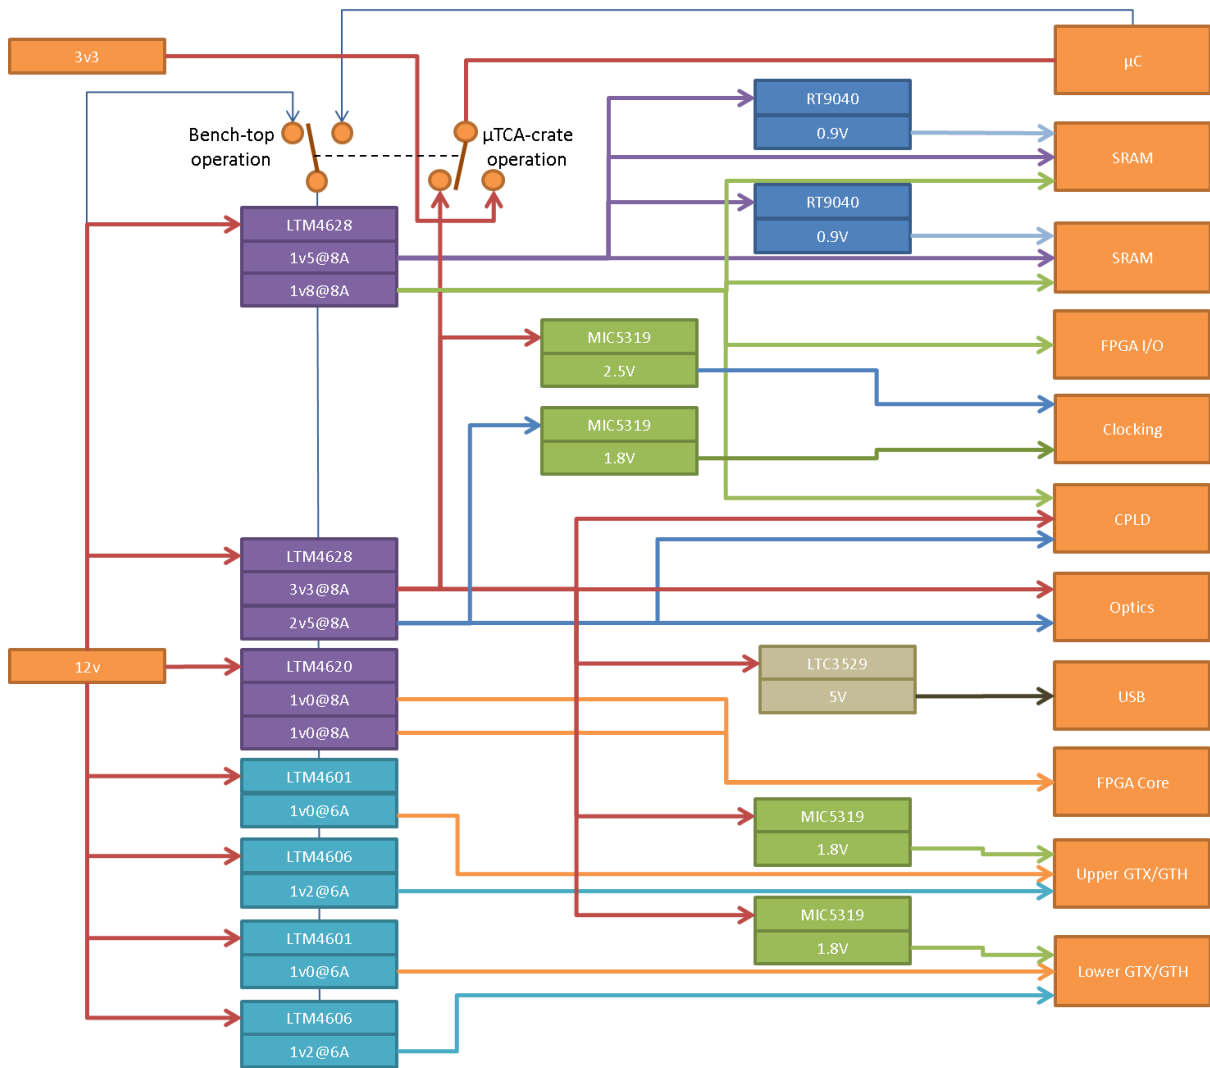 3v3
µC
RT9040
0.9V
Bench-top
operation
µTCA-crate
operation
SRAM
RT9040
0.9V
LTM4628
1v5@8A
1v8@8A
SRAM
MIC5319
2.5V
FPGA I/O
MIC5319
1.8V
Clocking
LTM4628
3v3@8A
2v5@8A
CPLD
Optics
12v
LTM4620
1v0@8A
1v0@8A
LTC3529
5V
USB
LTM4601
1v0@6A
FPGA Core
MIC5319
1.8V
LTM4606
1v2@6A
Upper GTX/GTH
MIC5319
1.8V
LTM4601
1v0@6A
Lower GTX/GTH
LTM4606
1v2@6A